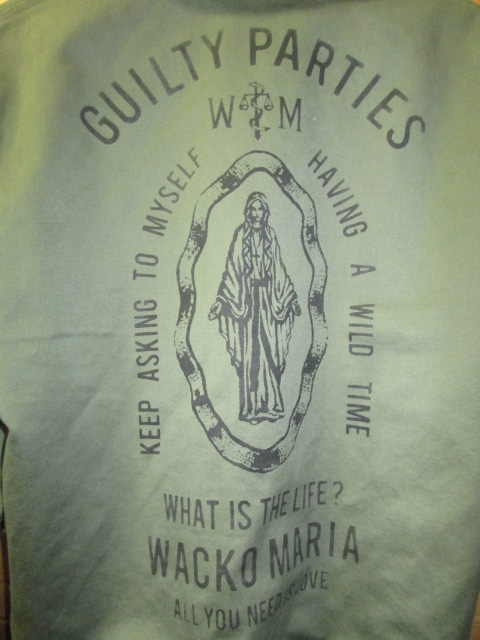 GUILTY PARTIES
W M
KEEP ASKING TO MYSELF
HAVING A WILD TIME
WHAT IS THE LIFE?
WACKO MARIA
ALL YOU NEED IS LOVE